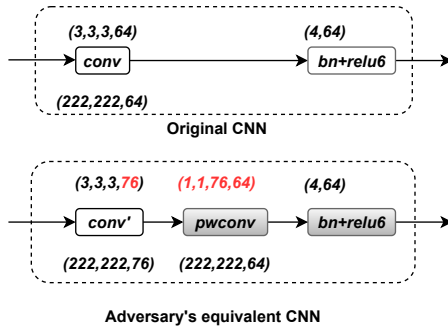 (3,3,3,64) (4,64)
conv bn+relu6
(222,222,64)
Original CNN
(3,3,3,76) (1,1,76,64) (4,64)
conv' pwconv bn+relu6
(222,222,76) (222,222,64)
Adversary's equivalent CNN